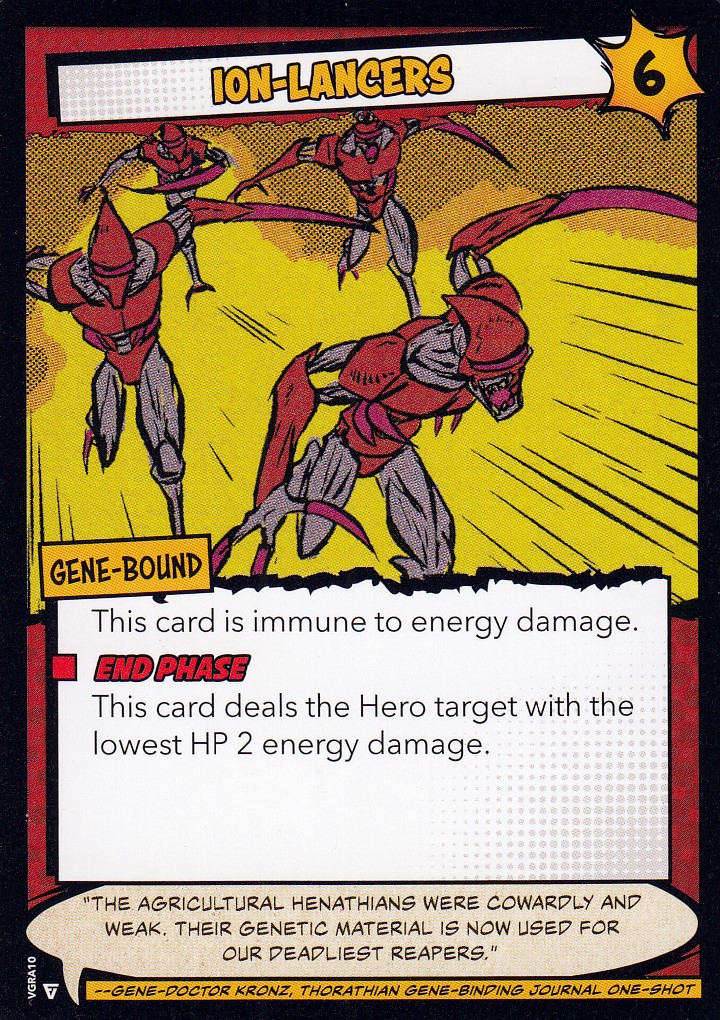 ION-LANCERS
6
GENE-BOUND
This card is immune to energy damage.
END PHASE
This card deals the Hero target with the
lowest HP 2 energy damage.
"THE AGRICULTURAL HENATHIANS WERE COWARDLY AND
WEAK. THEIR GENETIC MATERIAL IS NOW USED FOR
OUR DEADLIEST REAPERS."
--GENE-DOCTOR KRONZ, THORATHIAN GENE-BINDING JOURNAL ONE-SHOT
VGRA10